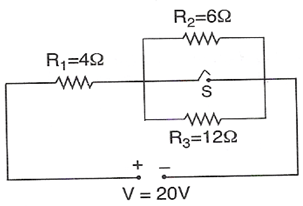 R₂=6Ω
R₁=4Ω
S
R₃=12Ω
+ −
V = 20V